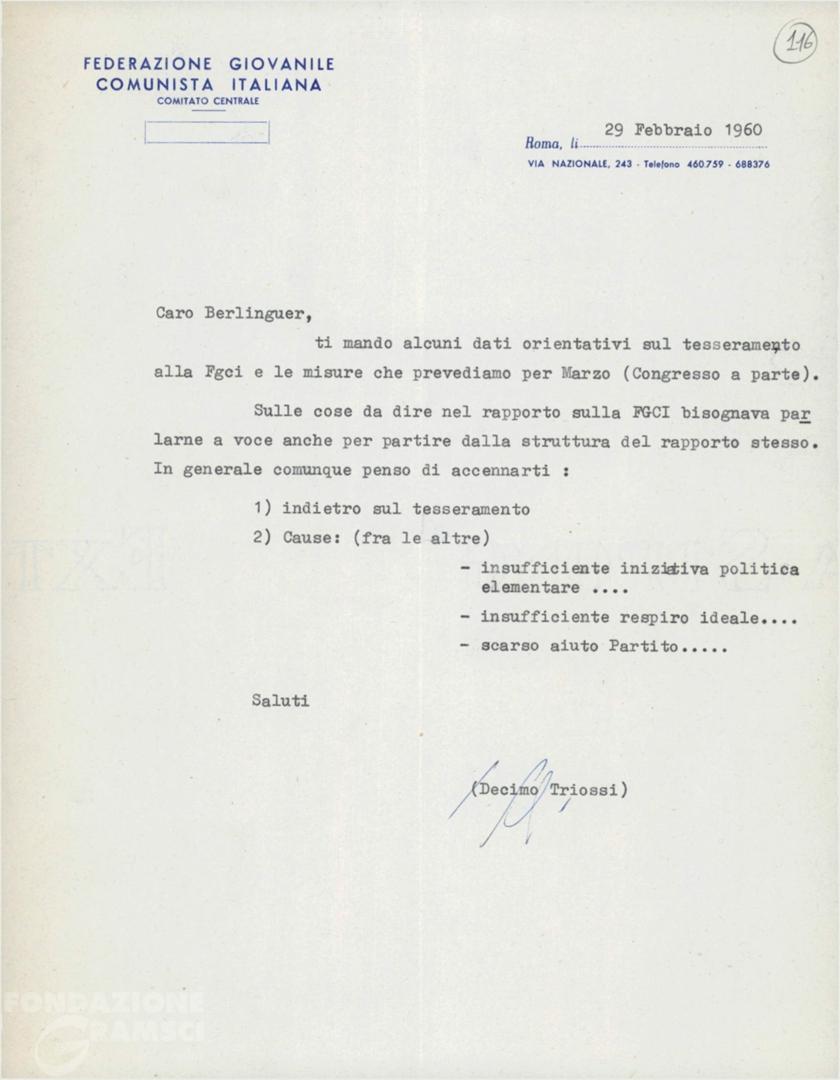 116
FEDERAZIONE GIOVANILE
COMUNISTA ITALIANA
COMITATO CENTRALE
29 Febbraio 1960
Roma, li
VIA NAZIONALE, 243 - Telefono 460.759 - 688376
Caro Berlinguer,
ti mando alcuni dati orientativi sul tesseramento
alla Fgci e le misure che prevediamo per Marzo (Congresso a parte).
Sulle cose da dire nel rapporto sulla FGCI bisognava par
larne a voce anche per partire dalla struttura del rapporto stesso.
In generale comunque penso di accennarti :
1) indietro sul tesseramento
2) Cause: (fra le altre)
- insufficiente iniziativa politica
elementare ....
- insufficiente respiro ideale....
- scarso aiuto Partito.....
Saluti
(Decimo Triossi)
FONDAZIONE
GRAMSCI